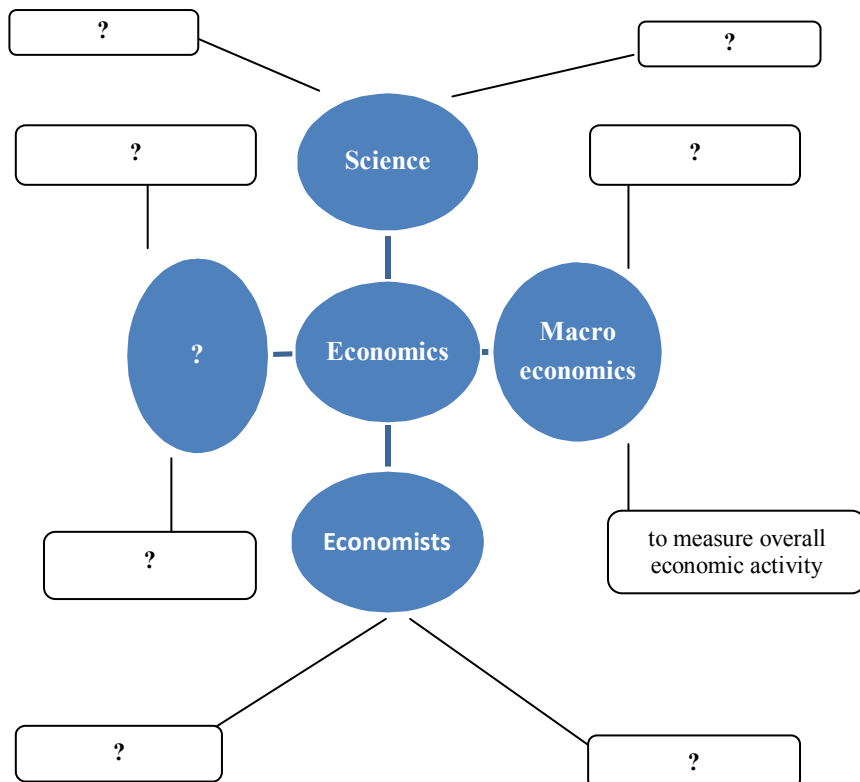 ?
?
?
?
Science
?
Economics
Macro
economics
Economists
?
to measure overall
economic activity
?
?